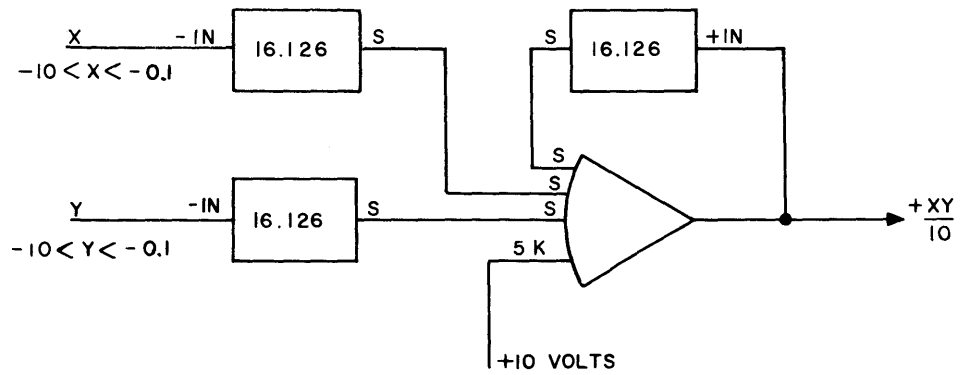 X -IN 16.126 S
-10 < X < -0.1
S 16.126 +IN
S
S
S
Y -IN 16.126 S
-10 < Y < -0.1
5 K
+10 VOLTS
+XY
10